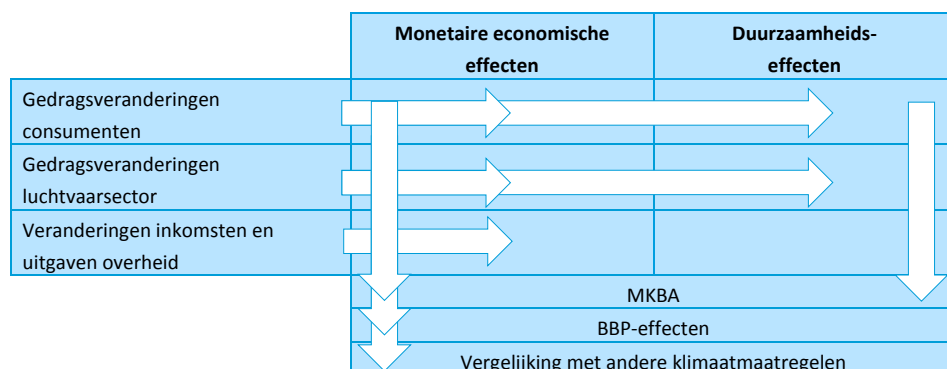 Monetaire economische
effecten
Duurzaamheids-
effecten
Gedragsveranderingen
consumenten
Gedragsveranderingen
luchtvaarsector
Veranderingen inkomsten en
uitgaven overheid
MKBA
BBP-effecten
Vergelijking met andere klimaatmaatregelen